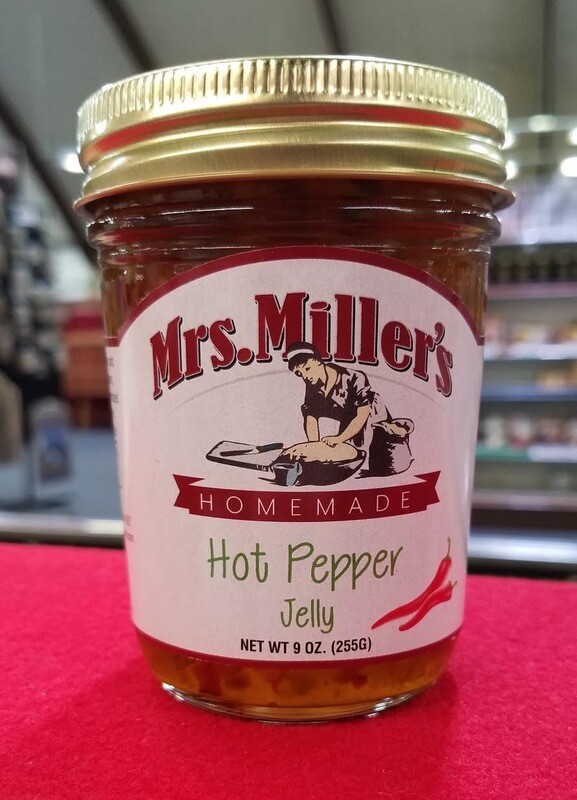 Mrs. Miller's
HOMEMADE
Hot Pepper
Jelly
NET WT 9 OZ. (255G)